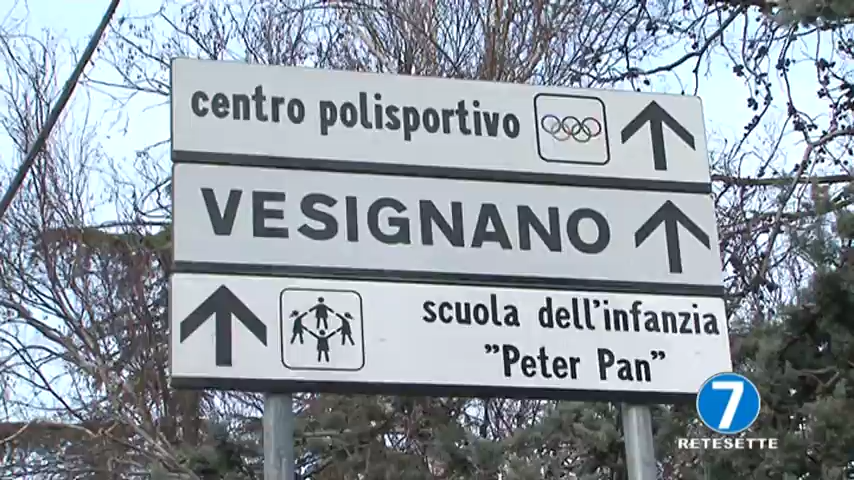 centro polisportivo
VESIGNANO
scuola dell'infanzia
"Peter Pan"
7
RETESETTE